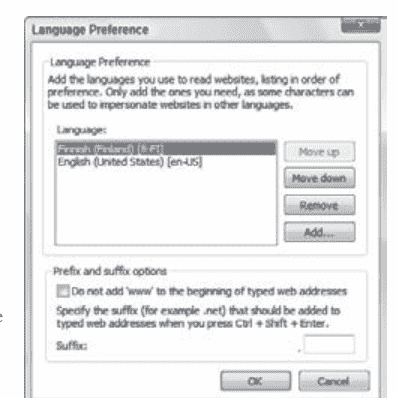 Language Preference
Language Preference
Add the languages you use to read websites, listing in order of
preference. Only add the ones you need, as some characters can
be used to impersonate websites in other languages.
Language:
Finnish (Finland) [fi-FI]
English (United States) [en-US]
Move up
Move down
Remove
Add...
Prefix and suffix options
Do not add 'www' to the beginning of typed web addresses
Specify the suffix (for example .net) that should be added to
typed web addresses when you press Ctrl + Shift + Enter.
Suffix:
.
OK
Cancel
e